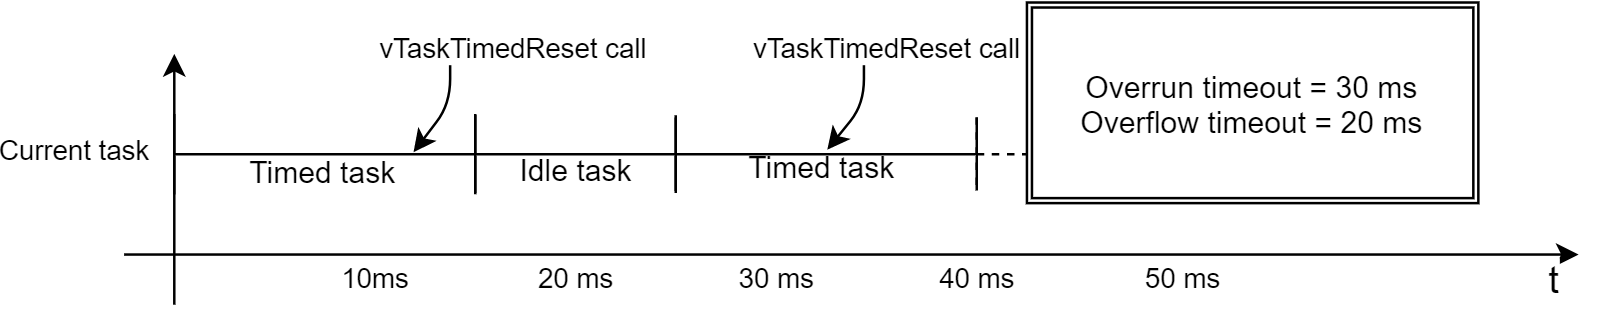 vTaskTimedReset call
vTaskTimedReset call
Overrun timeout = 30 ms
Overflow timeout = 20 ms
Current task
Timed task
Idle task
Timed task
10ms
20 ms
30 ms
40 ms
50 ms
t